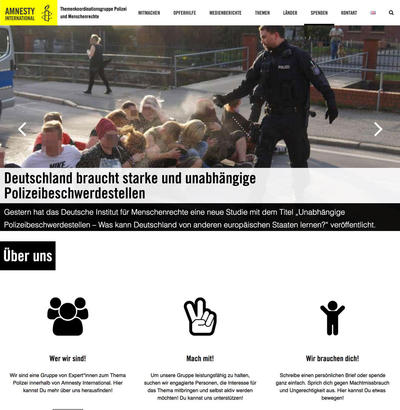 AMNESTY
INTERNATIONAL
Themenkoordinationsgruppe Polizei
und Menschenrechte
MITMACHEN OPFERHILFE MEDIENBERICHTE THEMEN LÄNDER SPENDEN KONTAKT
POLIZEI
Deutschland braucht starke und unabhängige
Polizeibeschwerdestellen
Gestern hat das Deutsche Institut für Menschenrechte eine neue Studie mit dem Titel „Unabhängige
Polizeibeschwerdestellen – Was kann Deutschland von anderen europäischen Staaten lernen?“ veröffentlicht.
Über uns
Wer wir sind!
Wir sind eine Gruppe von Expert*innen zum Thema
Polizei innerhalb von Amnesty International. Hier
kannst Du mehr über uns herausfinden!
Mach mit!
Um unsere Gruppe leistungsfähig zu halten,
suchen wir engagierte Personen, die Interesse für
das Thema mitbringen und selbst aktiv werden
möchten! Du kannst uns unterstützen!
Wir brauchen dich!
Schreibe einen persönlichen Brief oder spende
ganz einfach. Sprich dich gegen Machtmissbrauch
und Ungerechtigkeit aus. Hier kannst Du etwas
bewegen!